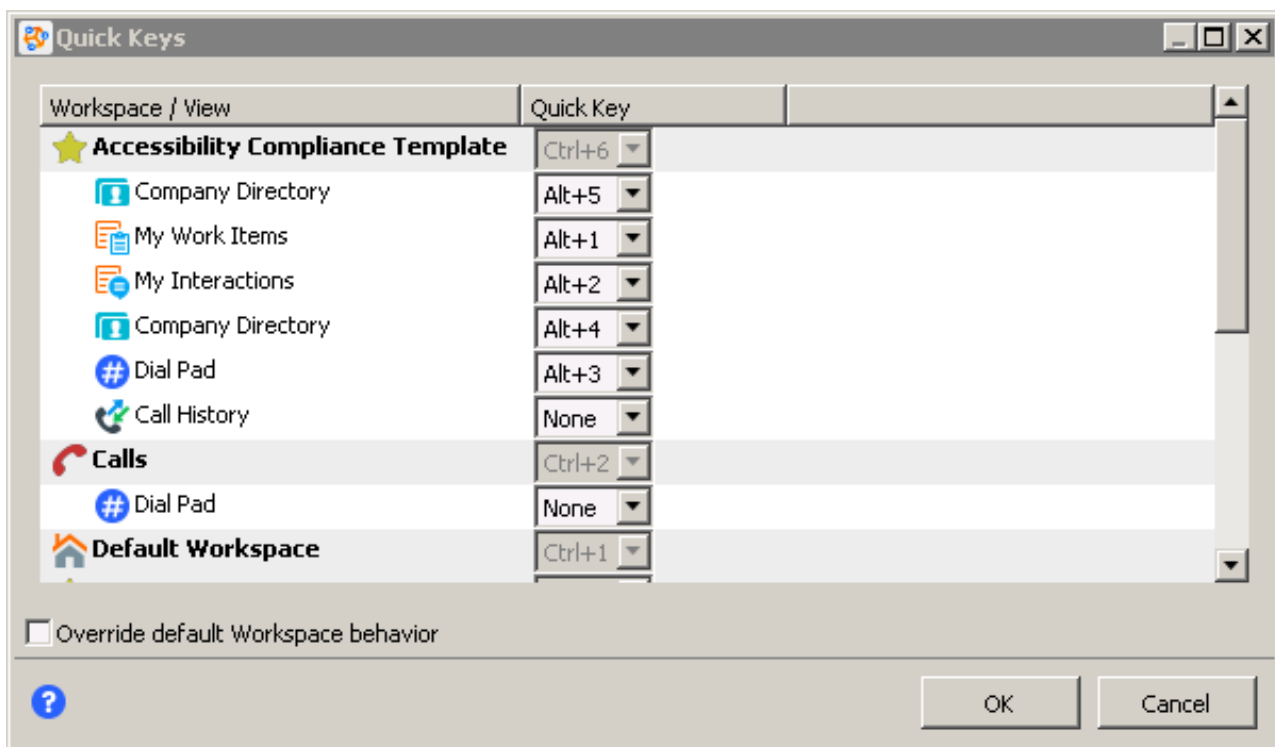 Quick Keys
Workspace / View Quick Key
Accessibility Compliance Template Ctrl+6
Company Directory Alt+5
My Work Items Alt+1
My Interactions Alt+2
Company Directory Alt+4
# Dial Pad Alt+3
Call History None
Calls Ctrl+2
# Dial Pad None
Default Workspace Ctrl+1
Override default Workspace behavior
? OK Cancel